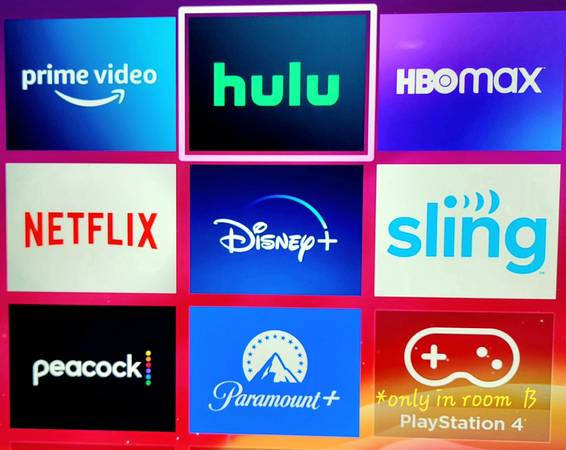 prime video
hulu
HBOmax
NETFLIX
Disney+
sling
peacock
Paramount+
*only in room B
PlayStation 4